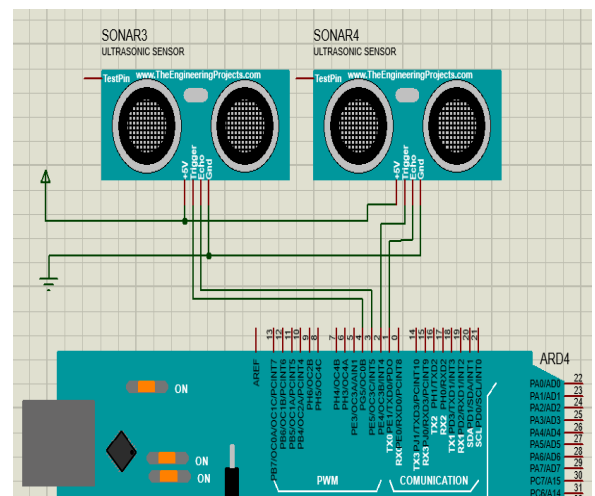 SONAR3
ULTRASONIC SENSOR
SONAR4
ULTRASONIC SENSOR
TestPin
www.TheEngineeringProjects.com
TestPin
www.TheEngineeringProjects.com
+5V
Trigger
Echo
Gnd
+5V
Trigger
Echo
Gnd
13
12
11
10
9
8
7
6
5
4
3
2
1
0
14
15
16
17
18
19
20
21
ARD4
AREF
PB7/OC0A/OC1C/PCINT7
PB6/OC1B/PCINT6
PB5/OC1A/PCINT5
PB4/OC2A/PCINT4
PH6/OC2B
PH5/OC4C
PH4/OC4B
PH3/OC4A
PE3/OC3A/AIN1
PG5/OC0B
PE5/OC3C/INT5
PE4/OC3B/INT4
TX0 PE1/TXD0/PDO
RX0 PE0/RXD0/PCINT8
TX3 PJ1/TXD3/PCINT10
RX3 PJ0/RXD3/PCINT9
TX2 PH1/TXD2
RX2 PH0/RXD2
TX1 PD3/TXD1/INT3
RX1 PD2/RXD1/INT2
SDA PD1/SDA/INT1
SCL PD0/SCL/INT0
PA0/AD0 22
PA1/AD1 23
PA2/AD2 24
PA3/AD3 25
PA4/AD4 26
PA5/AD5 27
PA6/AD6 28
PA7/AD7 29
PC7/A15 30
PC6/A14 31
ON
ON
ON
PWM
COMUNICATION